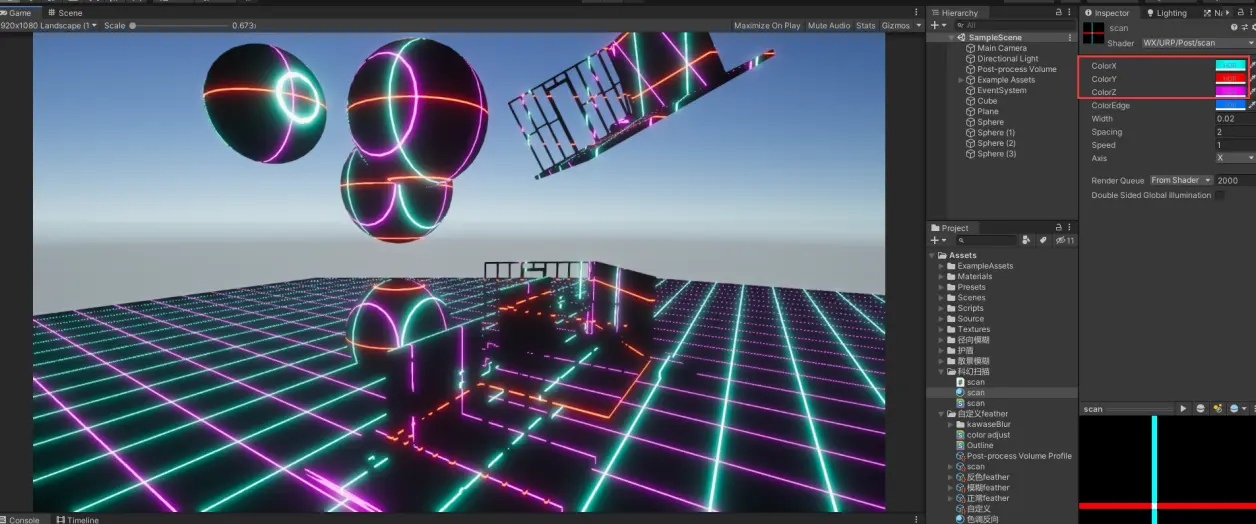 Game
Scene
920x1080 Landscape (1
Scale
0.673
Maximize On Play
Mute Audio
Stats
Gizmos
Hierarchy
All
SampleScene
Main Camera
Directional Light
Post-process Volume
Example Assets
EventSystem
Cube
Plane
Sphere
Sphere (1)
Sphere (2)
Sphere (3)
Project
11
Assets
ExampleAssets
Materials
Presets
Scenes
Scripts
Source
Textures
径向模糊
护盾
散景模糊
科幻扫描
scan
scan
scan
自定义feather
kawaseBlur
color adjust
Outline
Post-process Volume Profile
scan
反色feather
模糊feather
正常feather
自定义
色调反向
Inspector
Lighting
scan
Shader
WX/URP/Post/scan
ColorX
HDR
ColorY
HDR
ColorZ
ColorEdge
Width
0.02
Spacing
2
Speed
1
Axis
X
Render Queue
From Shader
2000
Double Sided Global Illumination
scan
Console
Timeline